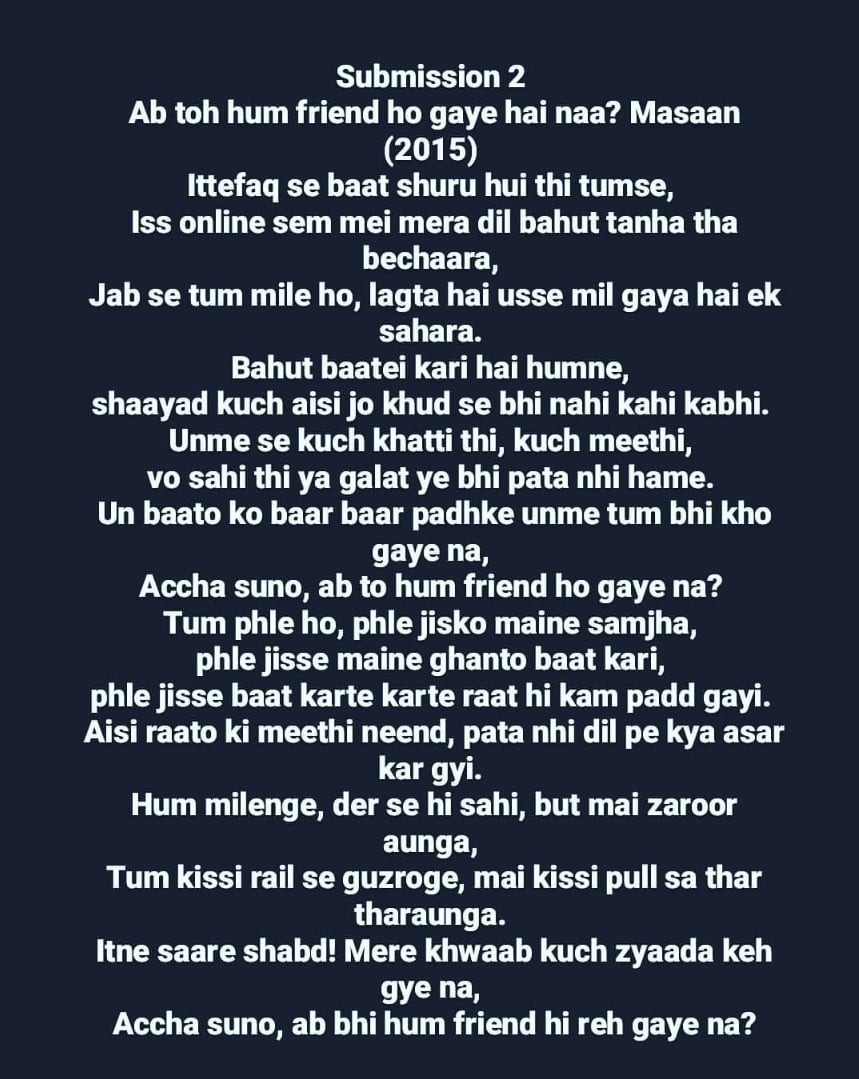 Submission 2
Ab toh hum friend ho gaye hai naa? Masaan
(2015)
Ittefaq se baat shuru hui thi tumse,
Iss online sem mei mera dil bahut tanha tha
bechaara,
Jab se tum mile ho, lagta hai usse mil gaya hai ek
sahara.
Bahut baatei kari hai humne,
shaayad kuch aisi jo khud se bhi nahi kahi kabhi.
Unme se kuch khatti thi, kuch meethi,
vo sahi thi ya galat ye bhi pata nhi hame.
Un baato ko baar baar padhke unme tum bhi kho
gaye na,
Accha suno, ab to hum friend ho gaye na?
Tum phle ho, phle jisko maine samjha,
phle jisse maine ghanto baat kari,
phle jisse baat karte karte raat hi kam padd gayi.
Aisi raato ki meethi neend, pata nhi dil pe kya asar
kar gyi.
Hum milenge, der se hi sahi, but mai zaroor
aunga,
Tum kissi rail se guzroge, mai kissi pull sa thar
tharaunga.
Itne saare shabd! Mere khwaab kuch zyaada keh
gye na,
Accha suno, ab bhi hum friend hi reh gaye na?